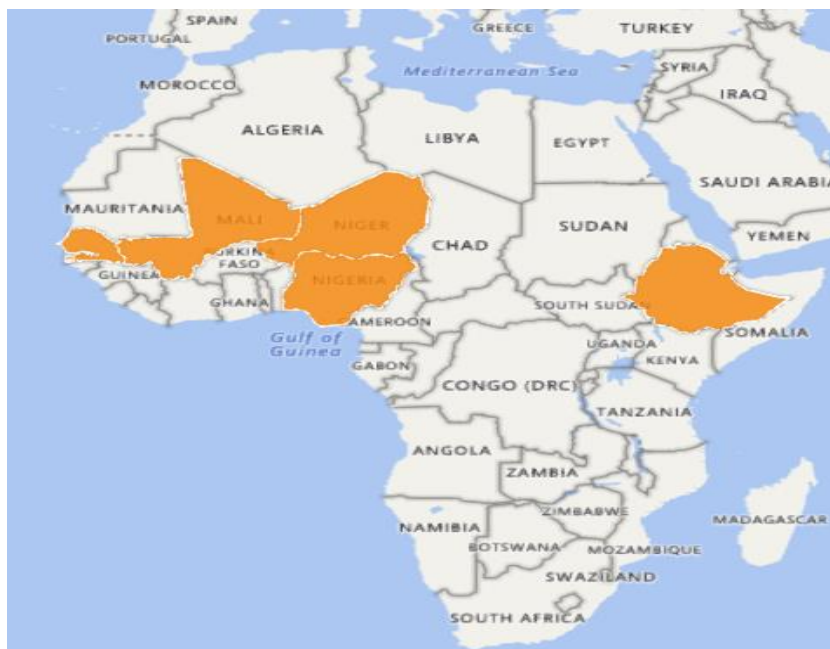 SPAIN
PORTUGAL
GREECE
TURKEY
Mediterranean Sea
SYRIA
IRAQ
MOROCCO
ALGERIA
LIBYA
EGYPT
SAUDI ARABIA
MAURITANIA
MALI
NIGER
CHAD
SUDAN
YEMEN
BURKINA
FASO
GUINEA
NIGERIA
GHANA
SOUTH SUDAN
CAMEROON
SOMALIA
Gulf of
Guinea
UGANDA
KENYA
GABON
CONGO (DRC)
TANZANIA
ANGOLA
ZAMBIA
ZIMBABWE
NAMIBIA
MADAGASCAR
BOTSWANA
MOZAMBIQUE
SWAZILAND
SOUTH AFRICA